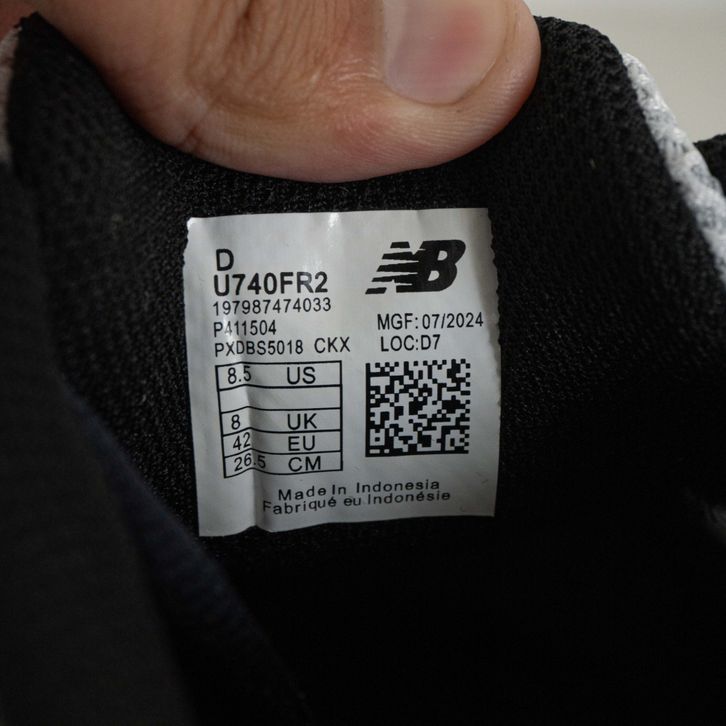 D
U740FR2
NB
197987474033
P411504
MGF: 07/2024
PXDBS5018 CKX
LOC:D7
8.5 US
8 UK
42 EU
26.5 CM
Made In Indonesia
Fabriqué eu Indonésie